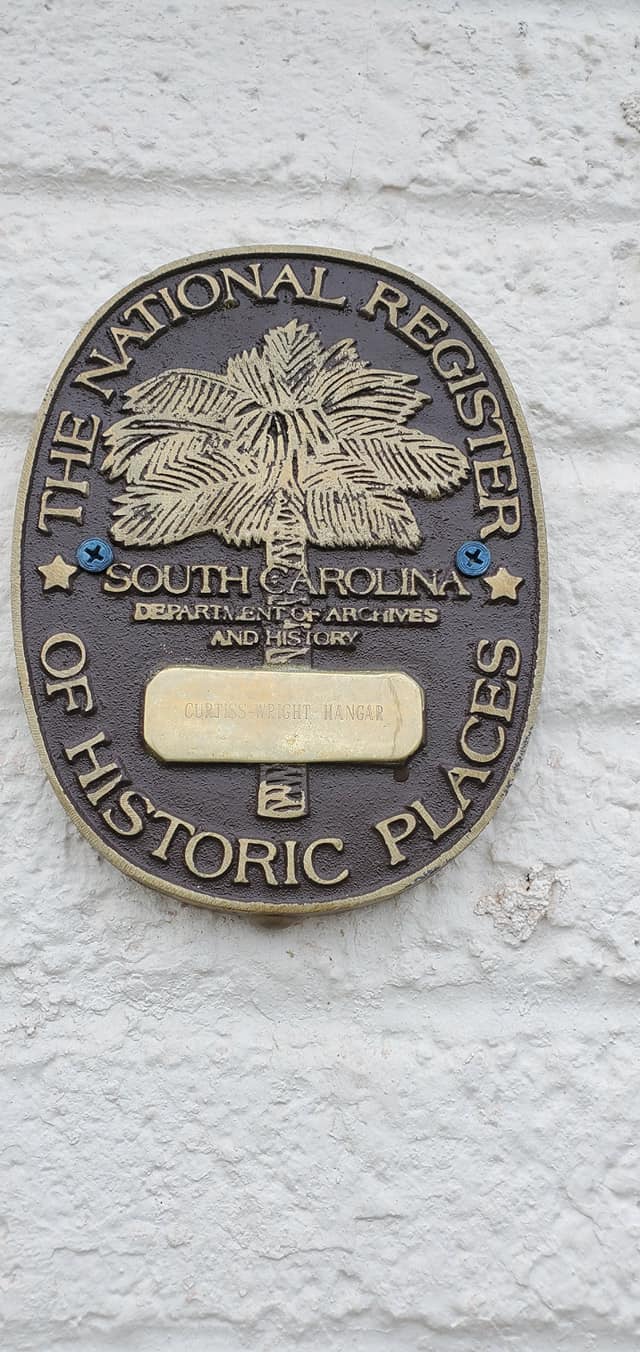 THE NATIONAL REGISTER
SOUTH CAROLINA
DEPARTMENT OF ARCHIVES
AND HISTORY
CURTISS-WRIGHT HANGAR
OF HISTORIC PLACES